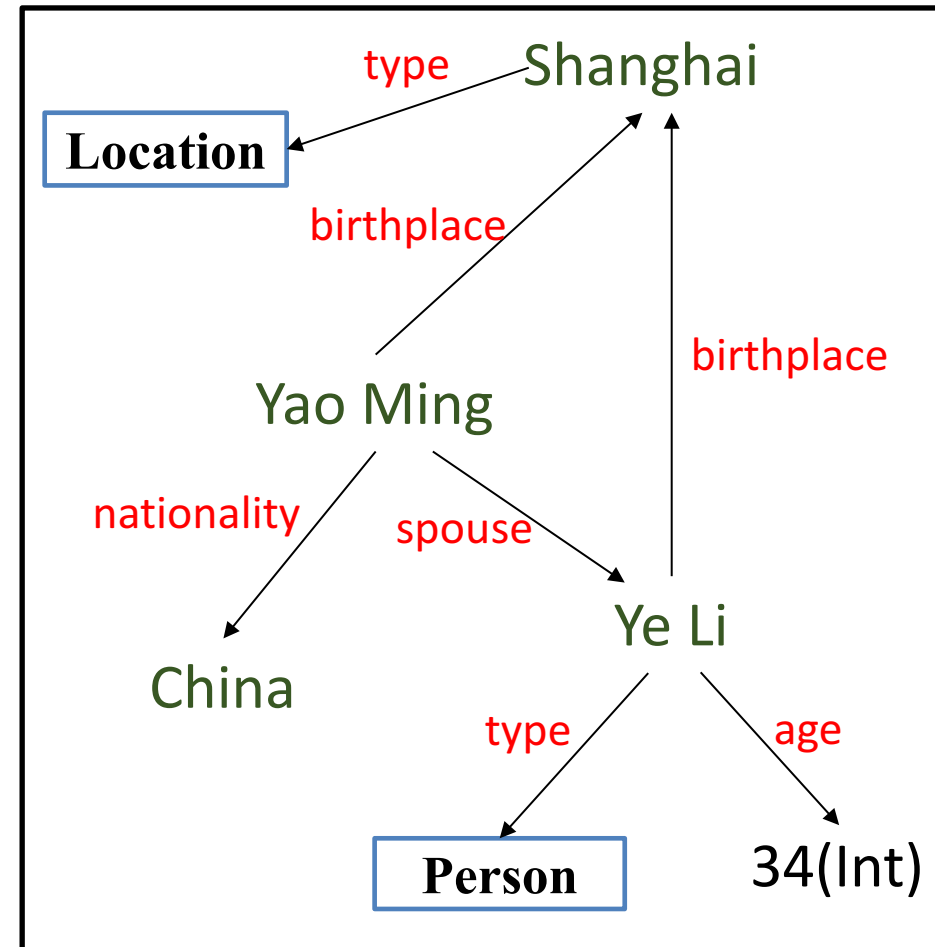 type
Shanghai
Location
birthplace
birthplace
Yao Ming
nationality
spouse
Ye Li
China
type
age
Person
34(Int)